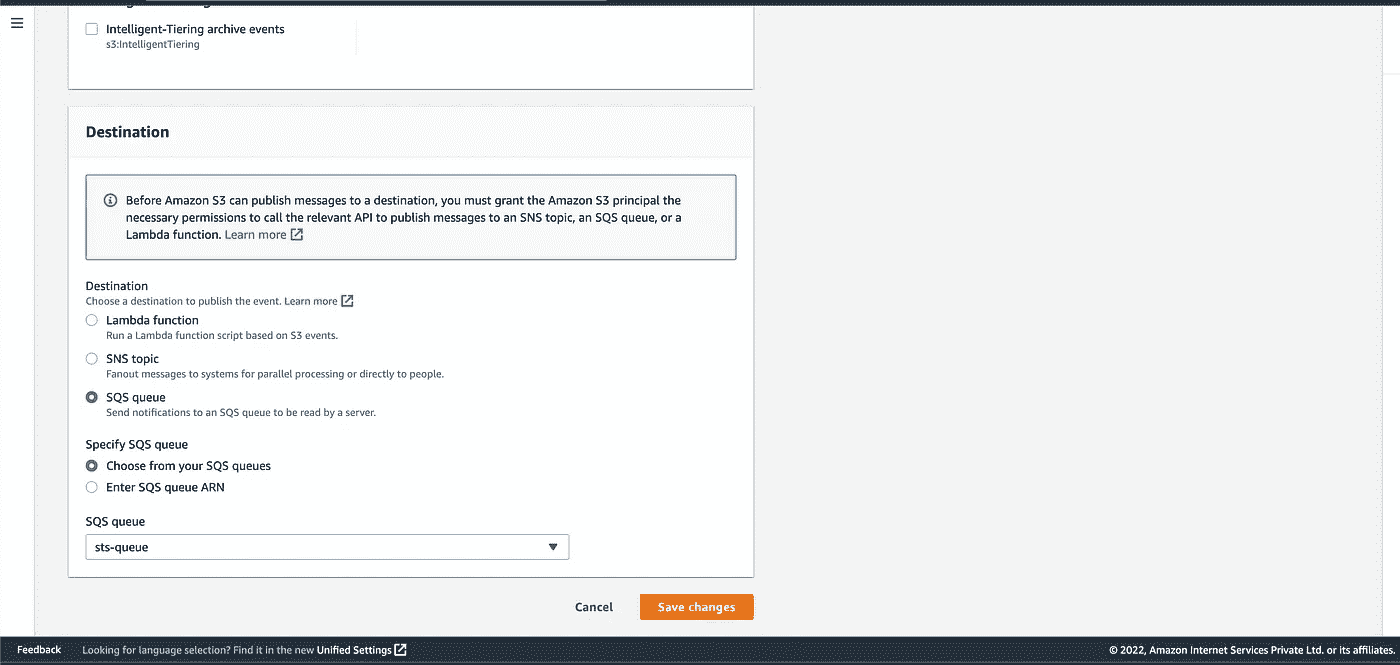 Intelligent-Tiering archive events
s3:IntelligentTiering
Destination
Before Amazon S3 can publish messages to a destination, you must grant the Amazon S3 principal the
necessary permissions to call the relevant API to publish messages to an SNS topic, an SQS queue, or a
Lambda function. Learn more
Destination
Choose a destination to publish the event. Learn more
Lambda function
Run a Lambda function script based on S3 events.
SNS topic
Fanout messages to systems for parallel processing or directly to people.
SQS queue
Send notifications to an SQS queue to be read by a server.
Specify SQS queue
Choose from your SQS queues
Enter SQS queue ARN
SQS queue
sts-queue
Cancel
Save changes
Feedback
Looking for language selection? Find it in the new Unified Settings
© 2022, Amazon Internet Services Private Ltd. or its affiliates.